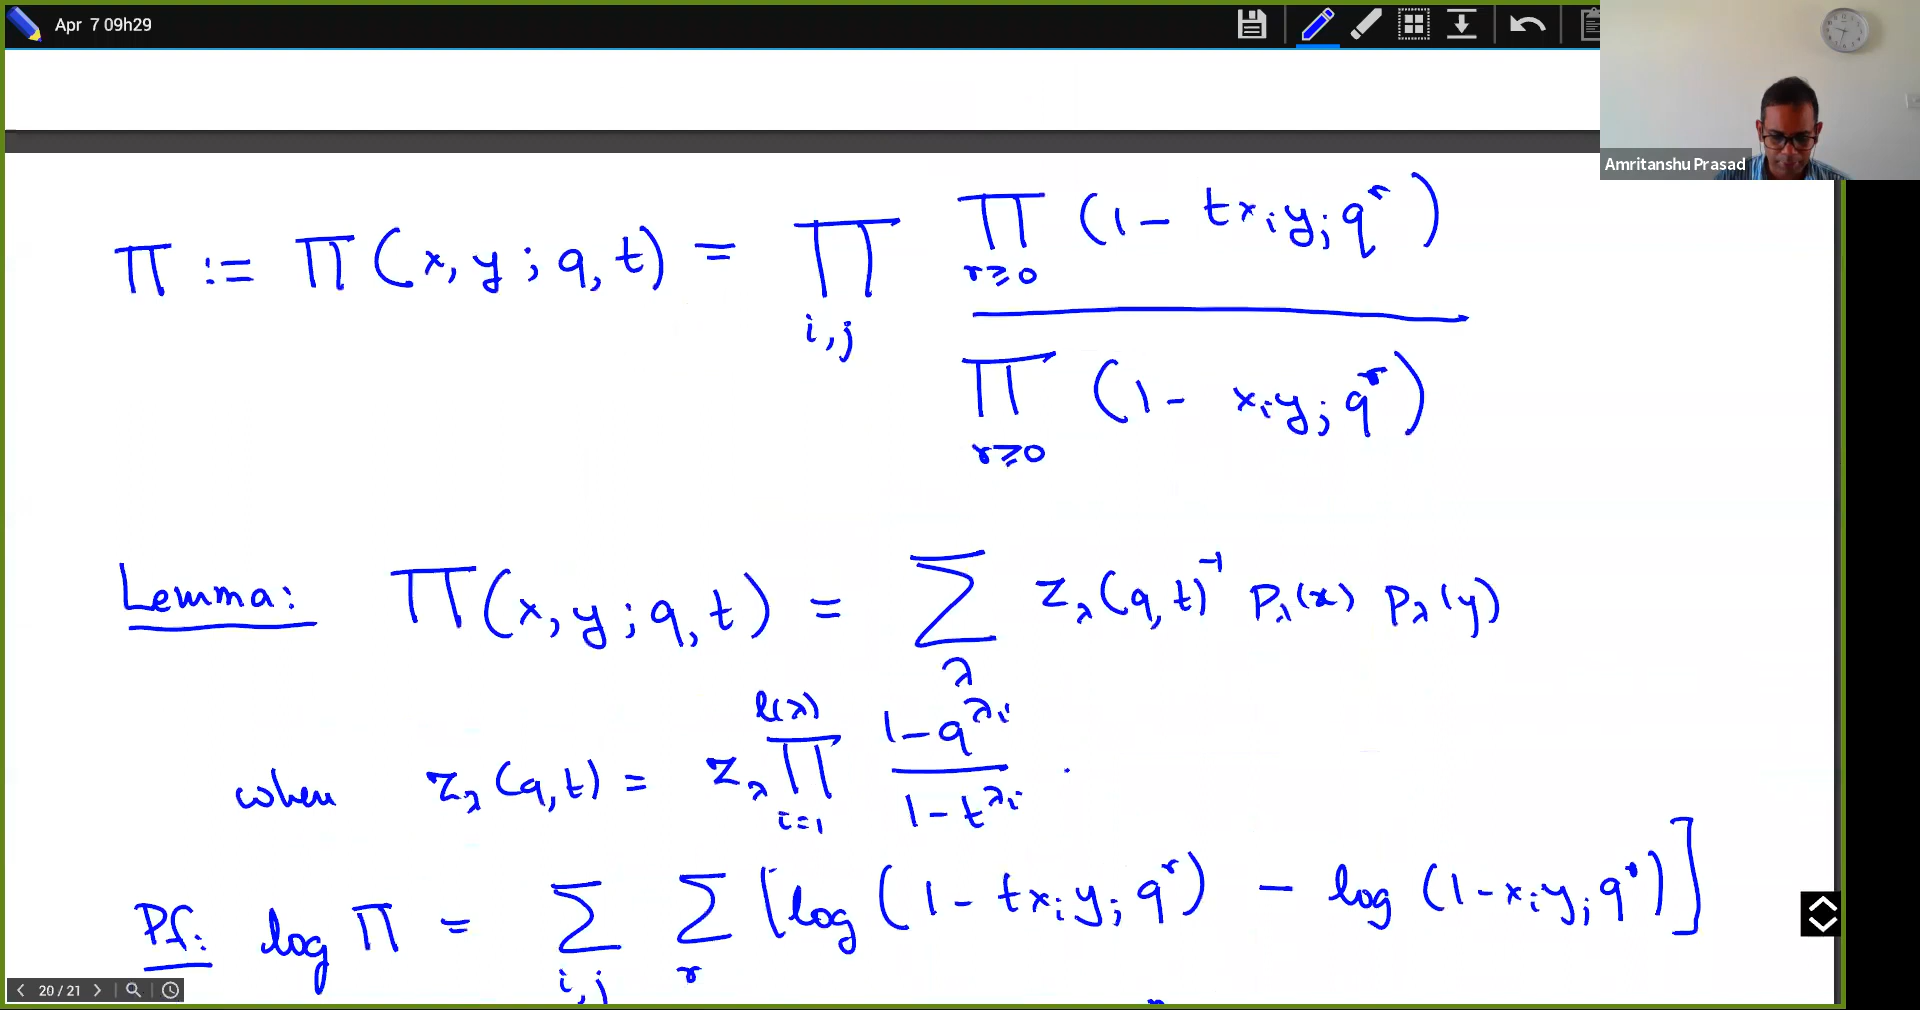 Apr 7 09h29
Amritanshu Prasad
Π := Π(x, y; q, t) = ∏_{i,j} ∏_{r≥0} (1 - t x_i y_j q^r) / ∏_{r≥0} (1 - x_i y_j q^r)
Lemma: Π(x, y; q, t) = Σ_λ z_λ(q, t)^{-1} p_λ(x) p_λ(y)
when z_λ(q, t) = z_λ ∏_{i=1}^{l(λ)} (1 - q^{λ_i}) / (1 - t^{λ_i}) .
Pf: log Π = Σ_{i,j} Σ_r [log (1 - t x_i y_j q^r) - log (1 - x_i y_j q^r)]
20 / 21